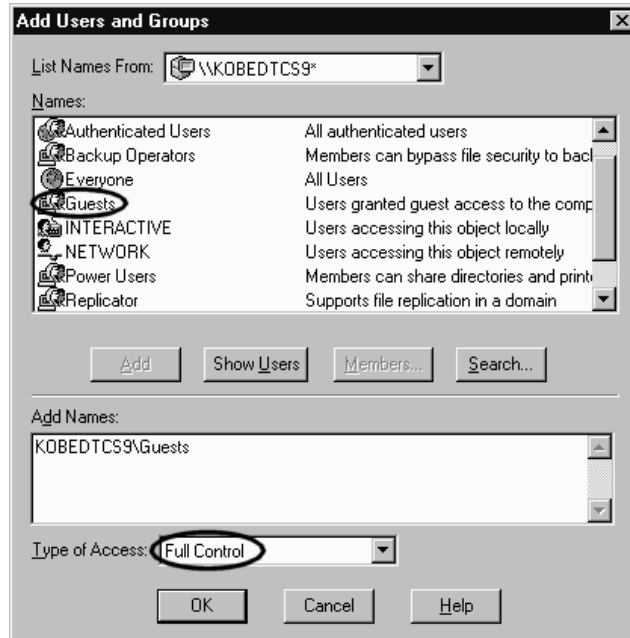 Add Users and Groups
List Names From: \\KOBEDTCS9*
Names:
Authenticated Users All authenticated users
Backup Operators Members can bypass file security to bac
Everyone All Users
Guests Users granted guest access to the comp
INTERACTIVE Users accessing this object locally
NETWORK Users accessing this object remotely
Power Users Members can share directories and print
Replicator Supports file replication in a domain
Add Show Users Members... Search...
Add Names:
KOBEDTCS9\Guests
Type of Access: Full Control
OK Cancel Help